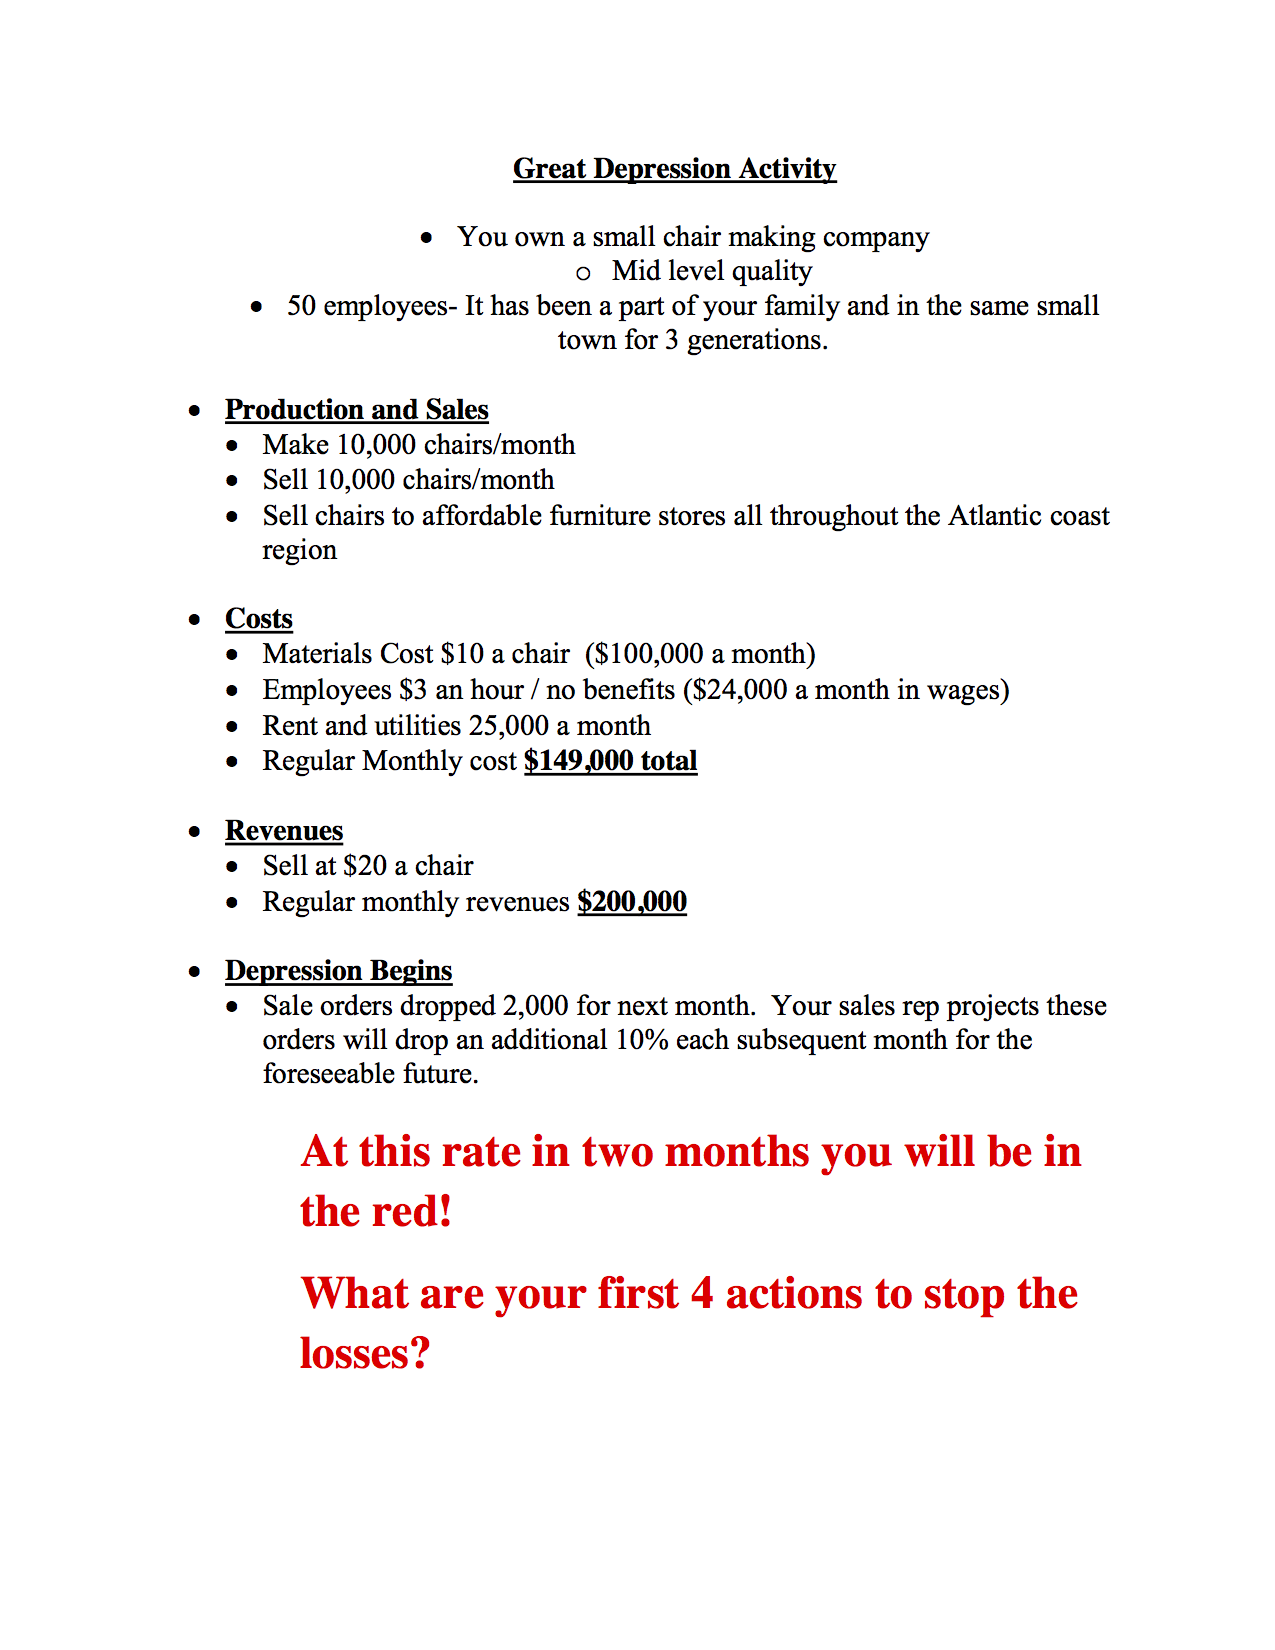 Great Depression Activity
• You own a small chair making company
o Mid level quality
• 50 employees- It has been a part of your family and in the same small
town for 3 generations.
• Production and Sales
• Make 10,000 chairs/month
• Sell 10,000 chairs/month
• Sell chairs to affordable furniture stores all throughout the Atlantic coast
region
• Costs
• Materials Cost $10 a chair  ($100,000 a month)
• Employees $3 an hour / no benefits ($24,000 a month in wages)
• Rent and utilities 25,000 a month
• Regular Monthly cost $149,000 total
• Revenues
• Sell at $20 a chair
• Regular monthly revenues $200,000
• Depression Begins
• Sale orders dropped 2,000 for next month.  Your sales rep projects these
orders will drop an additional 10% each subsequent month for the
foreseeable future.
At this rate in two months you will be in
the red!
What are your first 4 actions to stop the
losses?